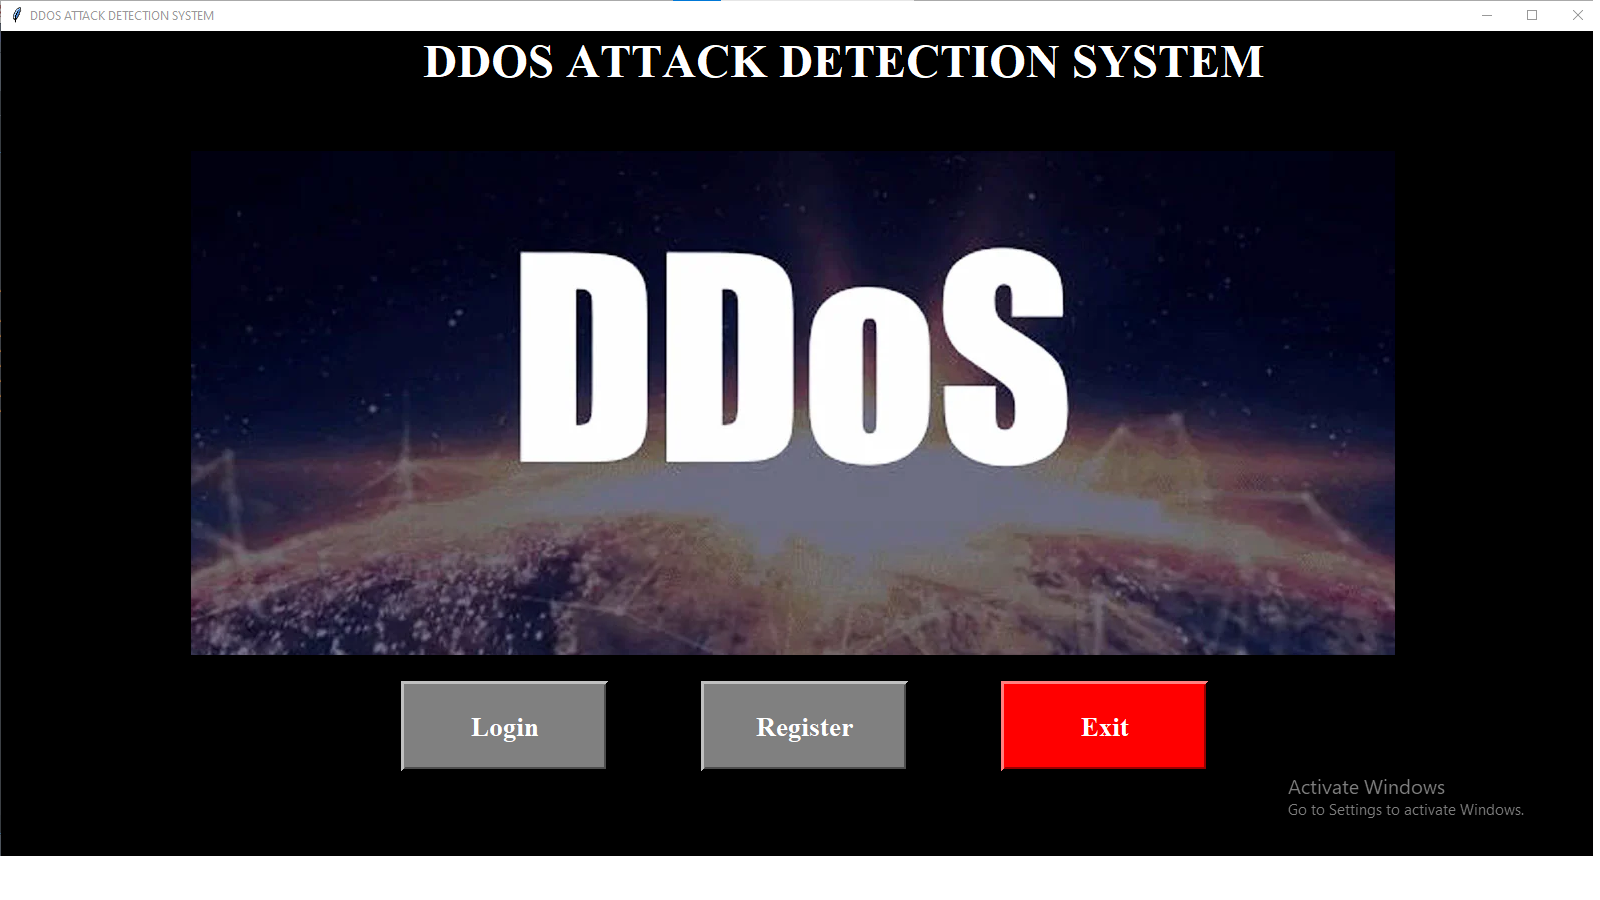 DDOS ATTACK DETECTION SYSTEM
DDOS ATTACK DETECTION SYSTEM
DDoS
Login
Register
Exit
Activate Windows
Go to Settings to activate Windows.